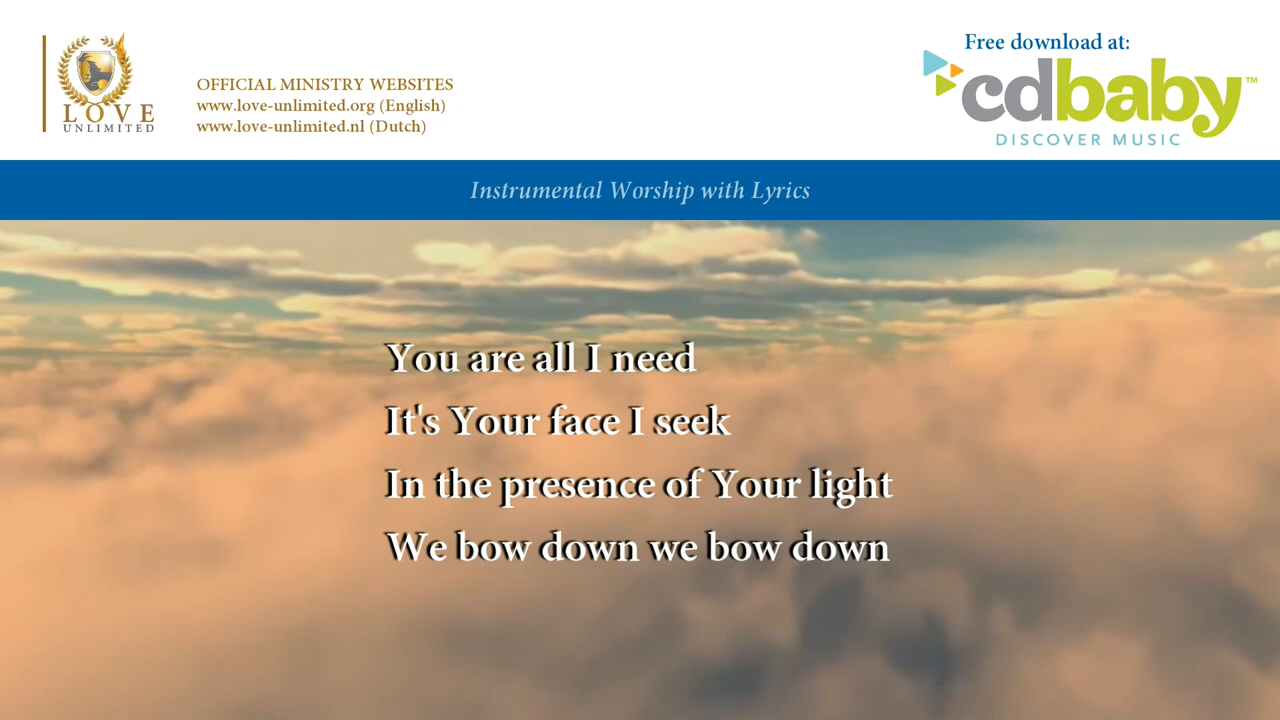 LOVE
UNLIMITED
OFFICIAL MINISTRY WEBSITES
www.love-unlimited.org (English)
www.love-unlimited.nl (Dutch)
Free download at:
cdbaby™
DISCOVER MUSIC
Instrumental Worship with Lyrics
You are all I need
It's Your face I seek
In the presence of Your light
We bow down we bow down